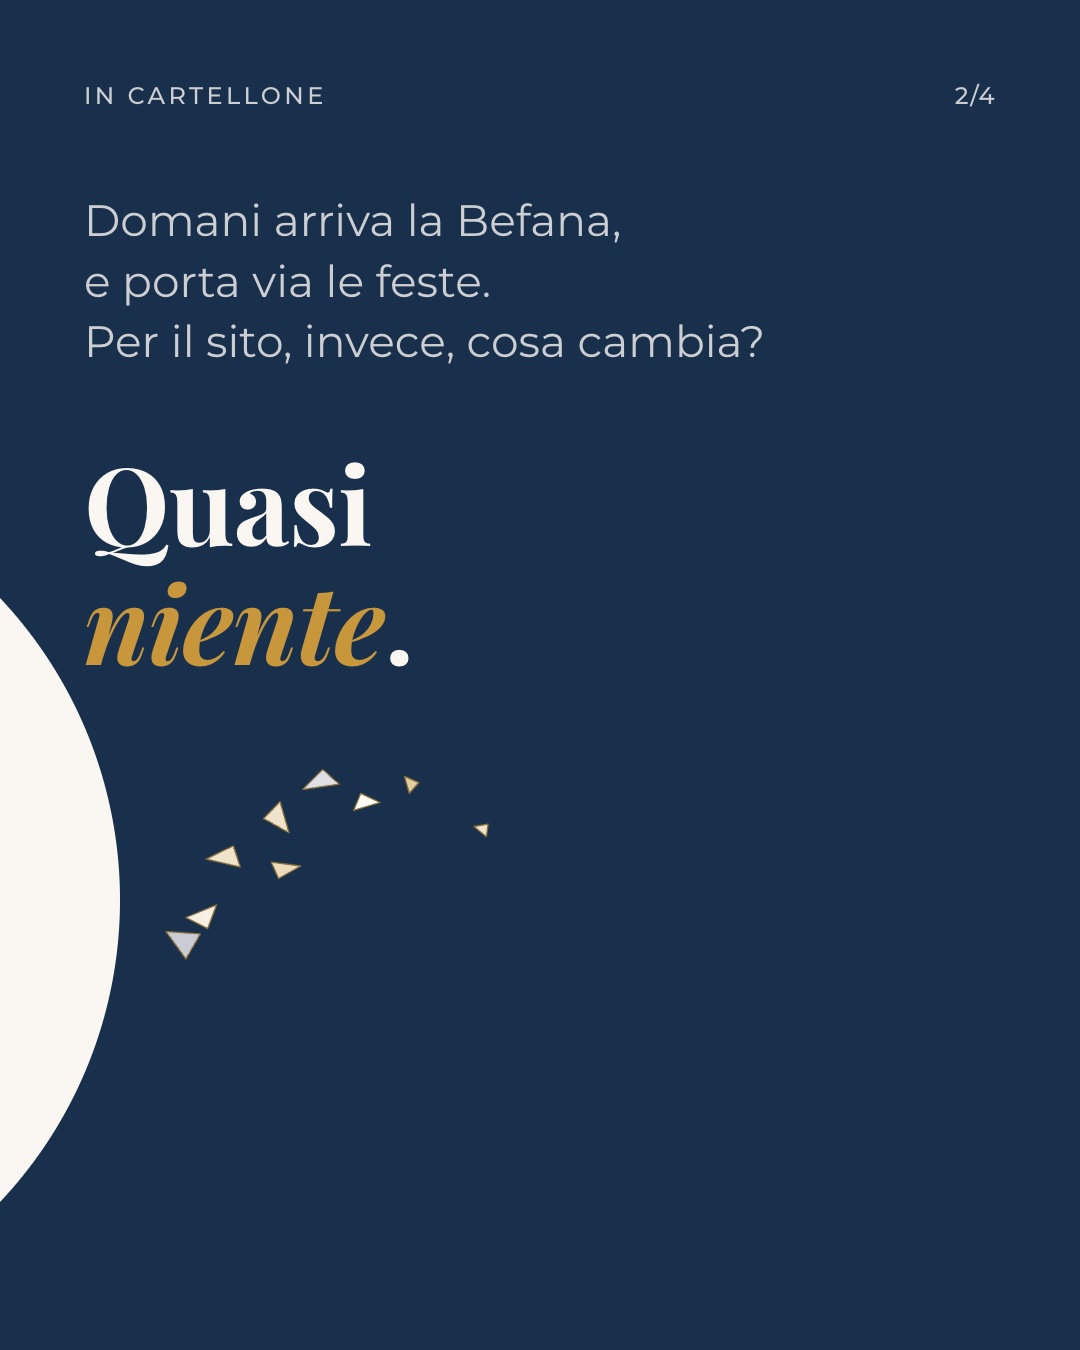 IN CARTELLONE
2/4
Domani arriva la Befana,
e porta via le feste.
Per il sito, invece, cosa cambia?
Quasi
niente.